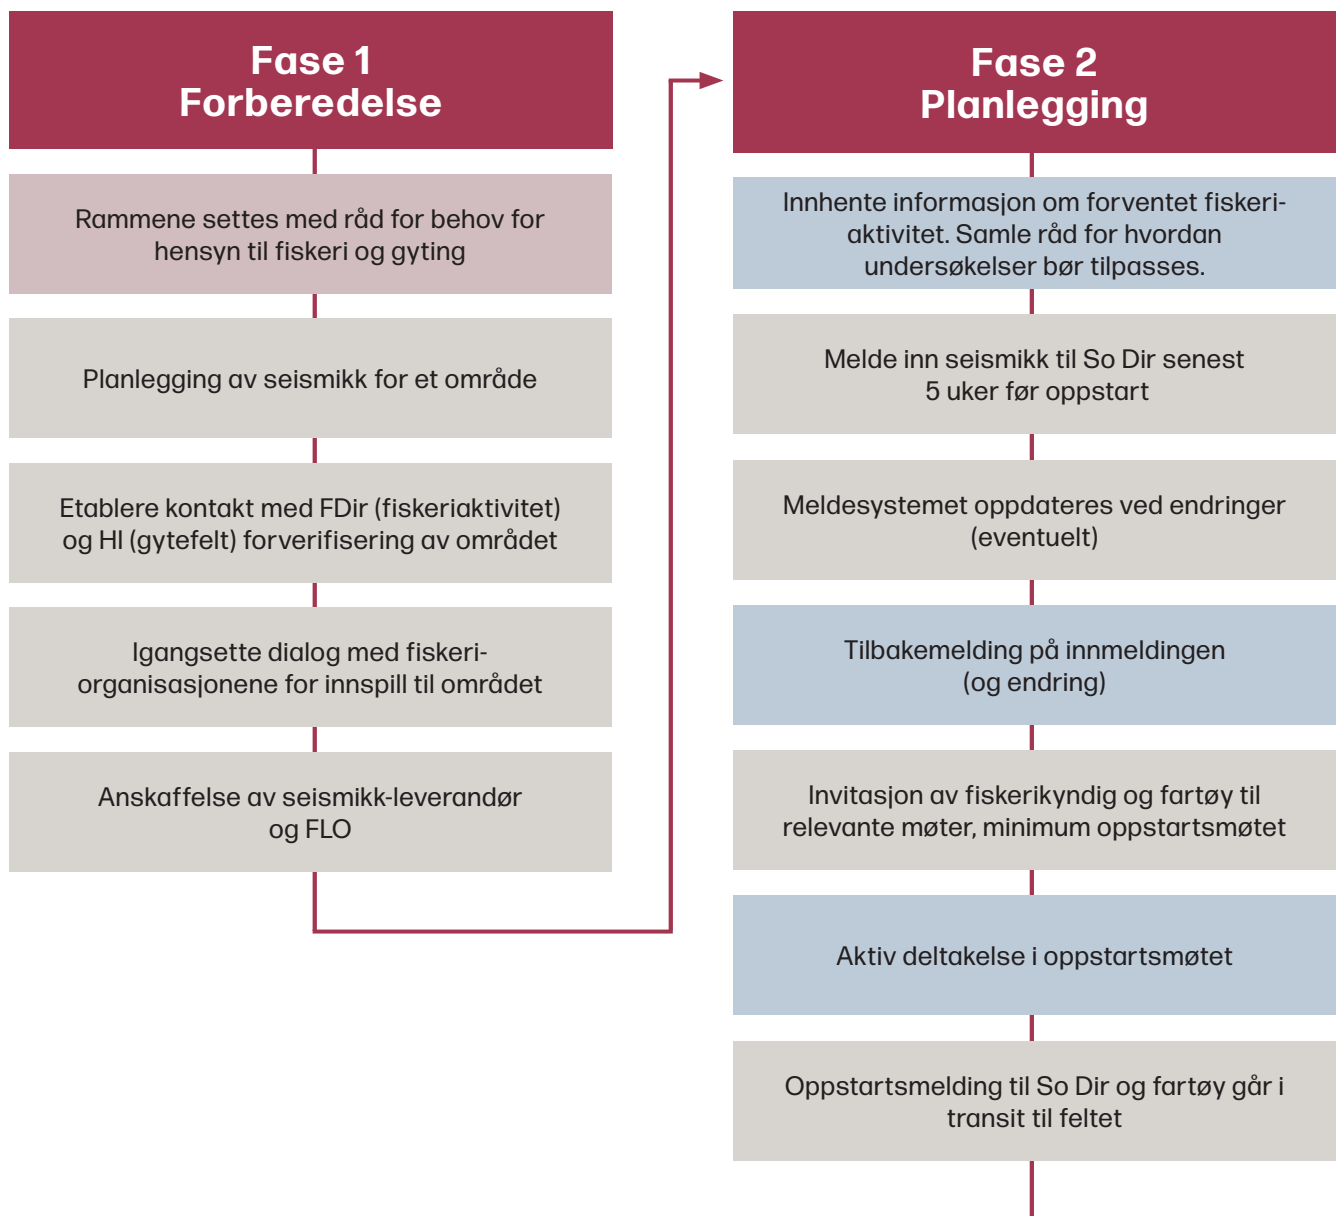 Fase 1
Forberedelse
Rammene settes med råd for behov for
hensyn til fiskeri og gyting
Planlegging av seismikk for et område
Etablere kontakt med FDir (fiskeriaktivitet)
og HI (gytefelt) forverifisering av området
Igangsette dialog med fiskeri-
organisasjonene for innspill til området
Anskaffelse av seismikk-leverandør
og FLO
Fase 2
Planlegging
Innhente informasjon om forventet fiskeri-
aktivitet. Samle råd for hvordan
undersøkelser bør tilpasses.
Melde inn seismikk til So Dir senest
5 uker før oppstart
Meldesystemet oppdateres ved endringer
(eventuelt)
Tilbakemelding på innmeldingen
(og endring)
Invitasjon av fiskerikyndig og fartøy til
relevante møter, minimum oppstartsmøtet
Aktiv deltakelse i oppstartsmøtet
Oppstartsmelding til So Dir og fartøy går i
transit til feltet